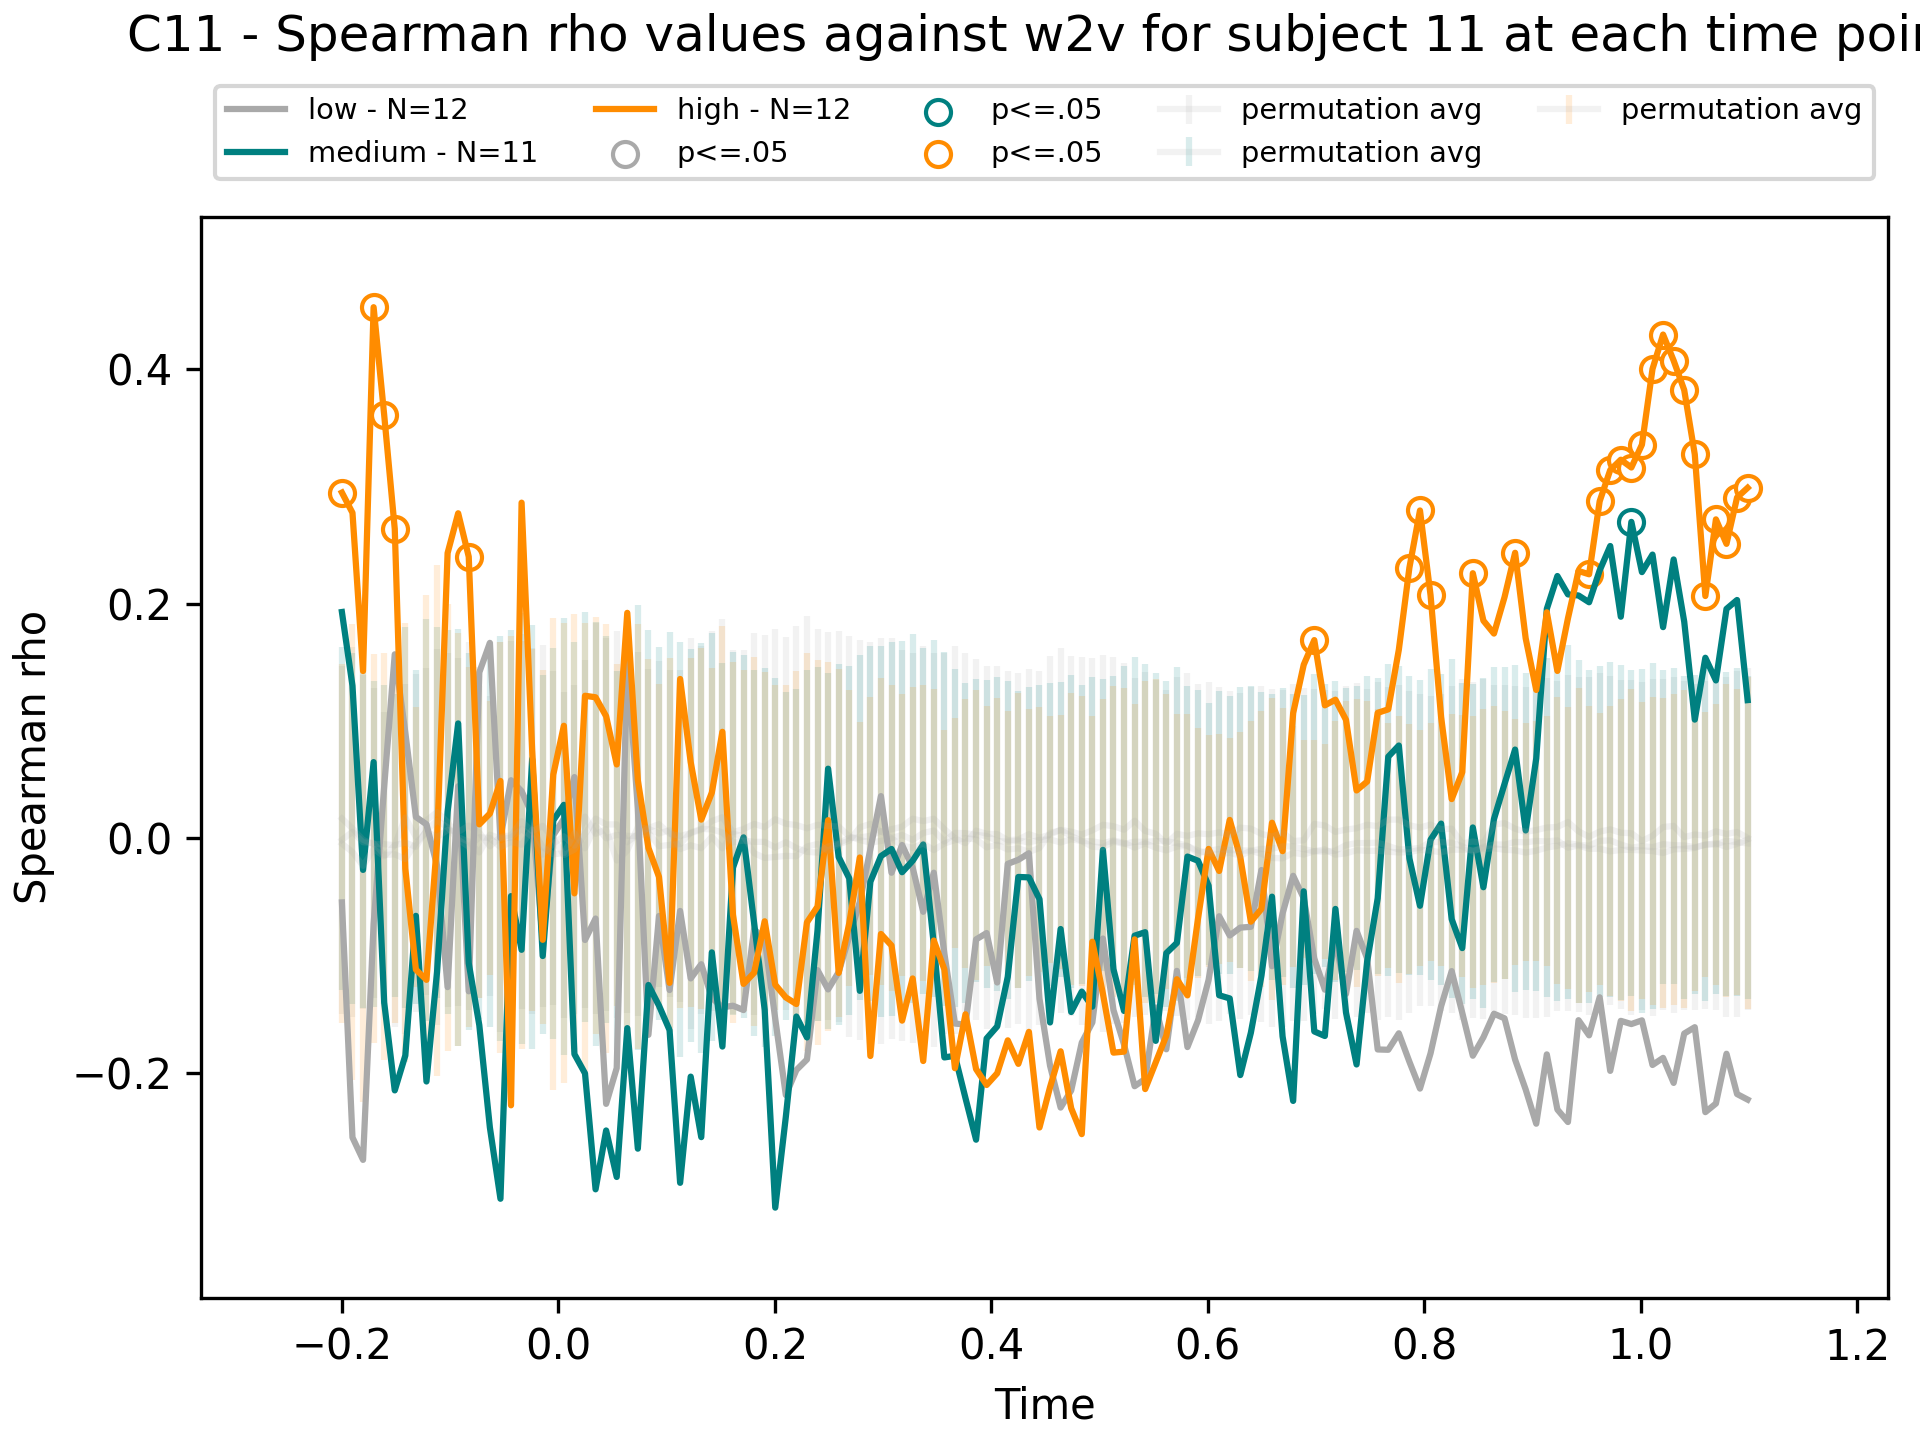 C11 - Spearman rho values against w2v for subject 11 at each time poi
low - N=12 high - N=12 p<=.05 permutation avg permutation avg
medium - N=11 p<=.05 p<=.05 permutation avg
0.4
0.2
0.0
−0.2
Spearman rho
−0.2 0.0 0.2 0.4 0.6 0.8 1.0 1.2
Time